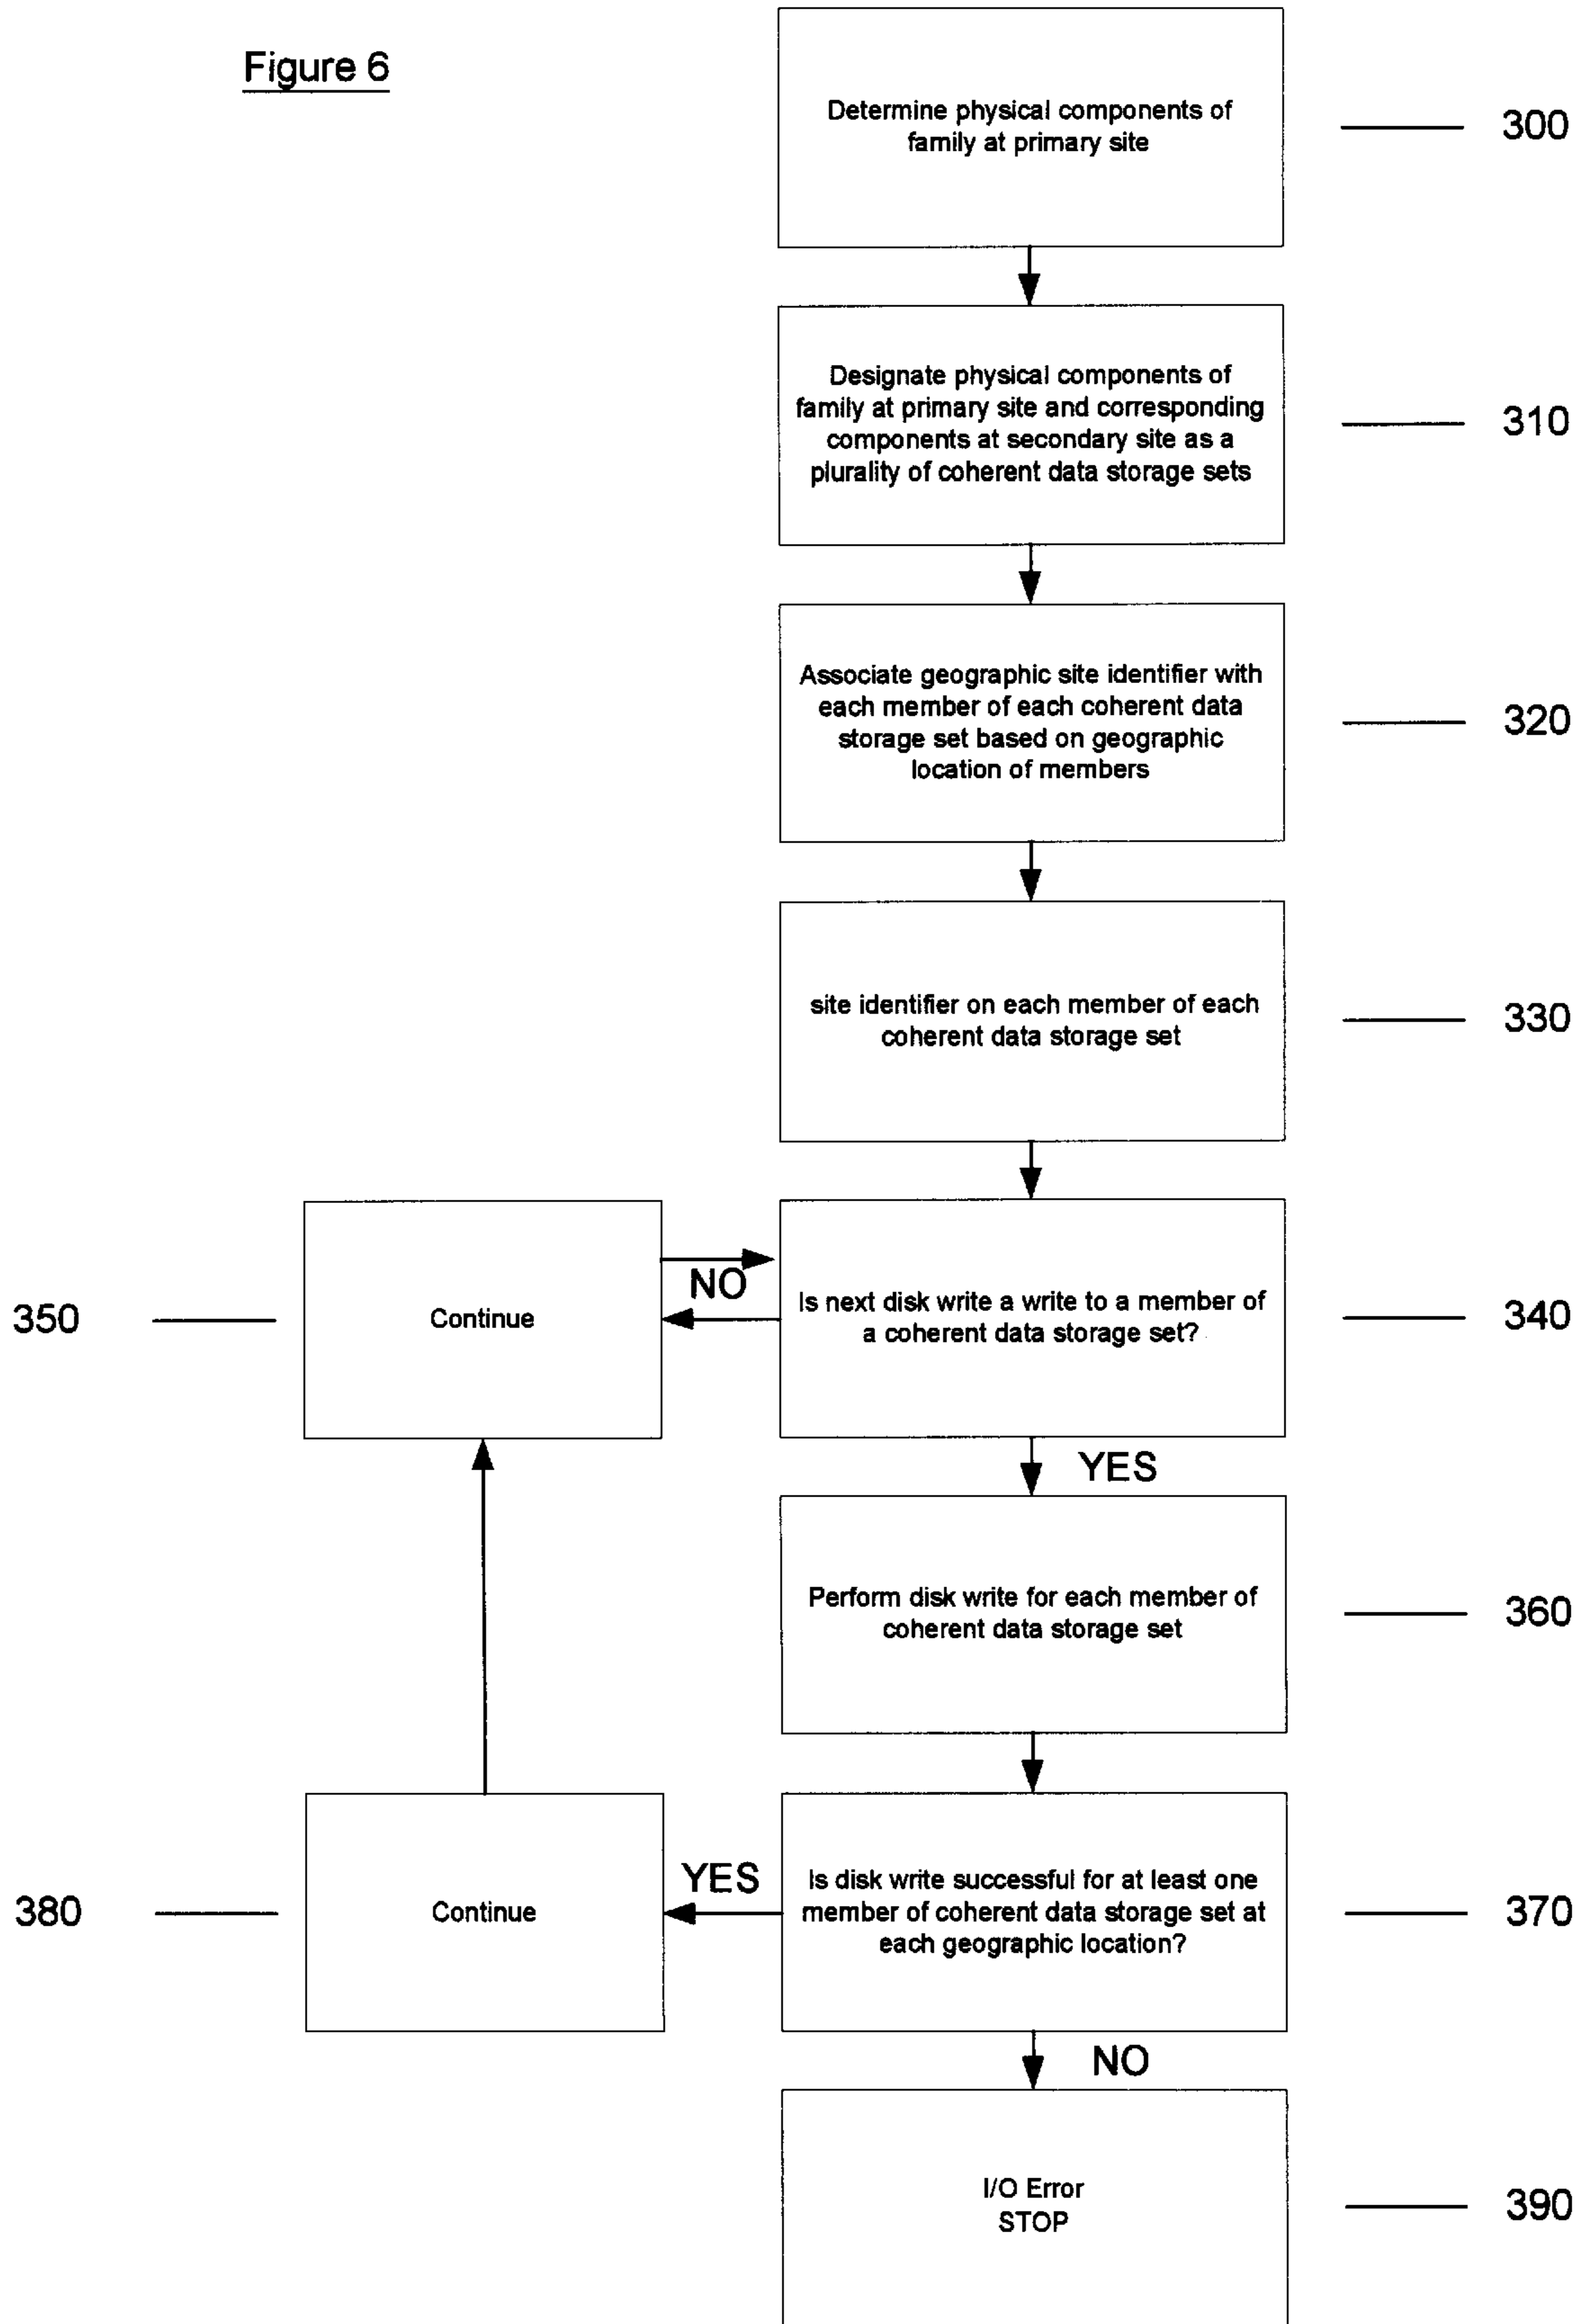 Figure 6
Determine physical components of
family at primary site
300
Designate physical components of
family at primary site and corresponding
components at secondary site as a
plurality of coherent data storage sets
310
Associate geographic site identifier with
each member of each coherent data
storage set based on geographic
location of members
320
site identifier on each member of each
coherent data storage set
330
350
Continue
NO
Is next disk write a write to a member of
a coherent data storage set?
340
YES
Perform disk write for each member of
coherent data storage set
360
380
Continue
YES
Is disk write successful for at least one
member of coherent data storage set at
each geographic location?
370
NO
I/O Error
STOP
390